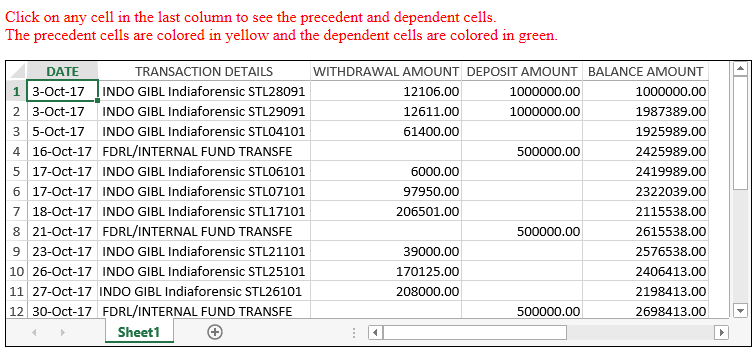 Click on any cell in the last column to see the precedent and dependent cells.
The precedent cells are colored in yellow and the dependent cells are colored in green.
DATE TRANSACTION DETAILS WITHDRAWAL AMOUNT DEPOSIT AMOUNT BALANCE AMOUNT
1 3-Oct-17 INDO GIBL Indiaforensic STL28091 12106.00 1000000.00 1000000.00
2 3-Oct-17 INDO GIBL Indiaforensic STL29091 12611.00 1000000.00 1987389.00
3 5-Oct-17 INDO GIBL Indiaforensic STL04101 61400.00 1925989.00
4 16-Oct-17 FDRL/INTERNAL FUND TRANSFE 500000.00 2425989.00
5 17-Oct-17 INDO GIBL Indiaforensic STL06101 6000.00 2419989.00
6 17-Oct-17 INDO GIBL Indiaforensic STL07101 97950.00 2322039.00
7 18-Oct-17 INDO GIBL Indiaforensic STL17101 206501.00 2115538.00
8 21-Oct-17 FDRL/INTERNAL FUND TRANSFE 500000.00 2615538.00
9 23-Oct-17 INDO GIBL Indiaforensic STL21101 39000.00 2576538.00
10 26-Oct-17 INDO GIBL Indiaforensic STL25101 170125.00 2406413.00
11 27-Oct-17 INDO GIBL Indiaforensic STL26101 208000.00 2198413.00
12 30-Oct-17 FDRL/INTERNAL FUND TRANSFE 500000.00 2698413.00
Sheet1